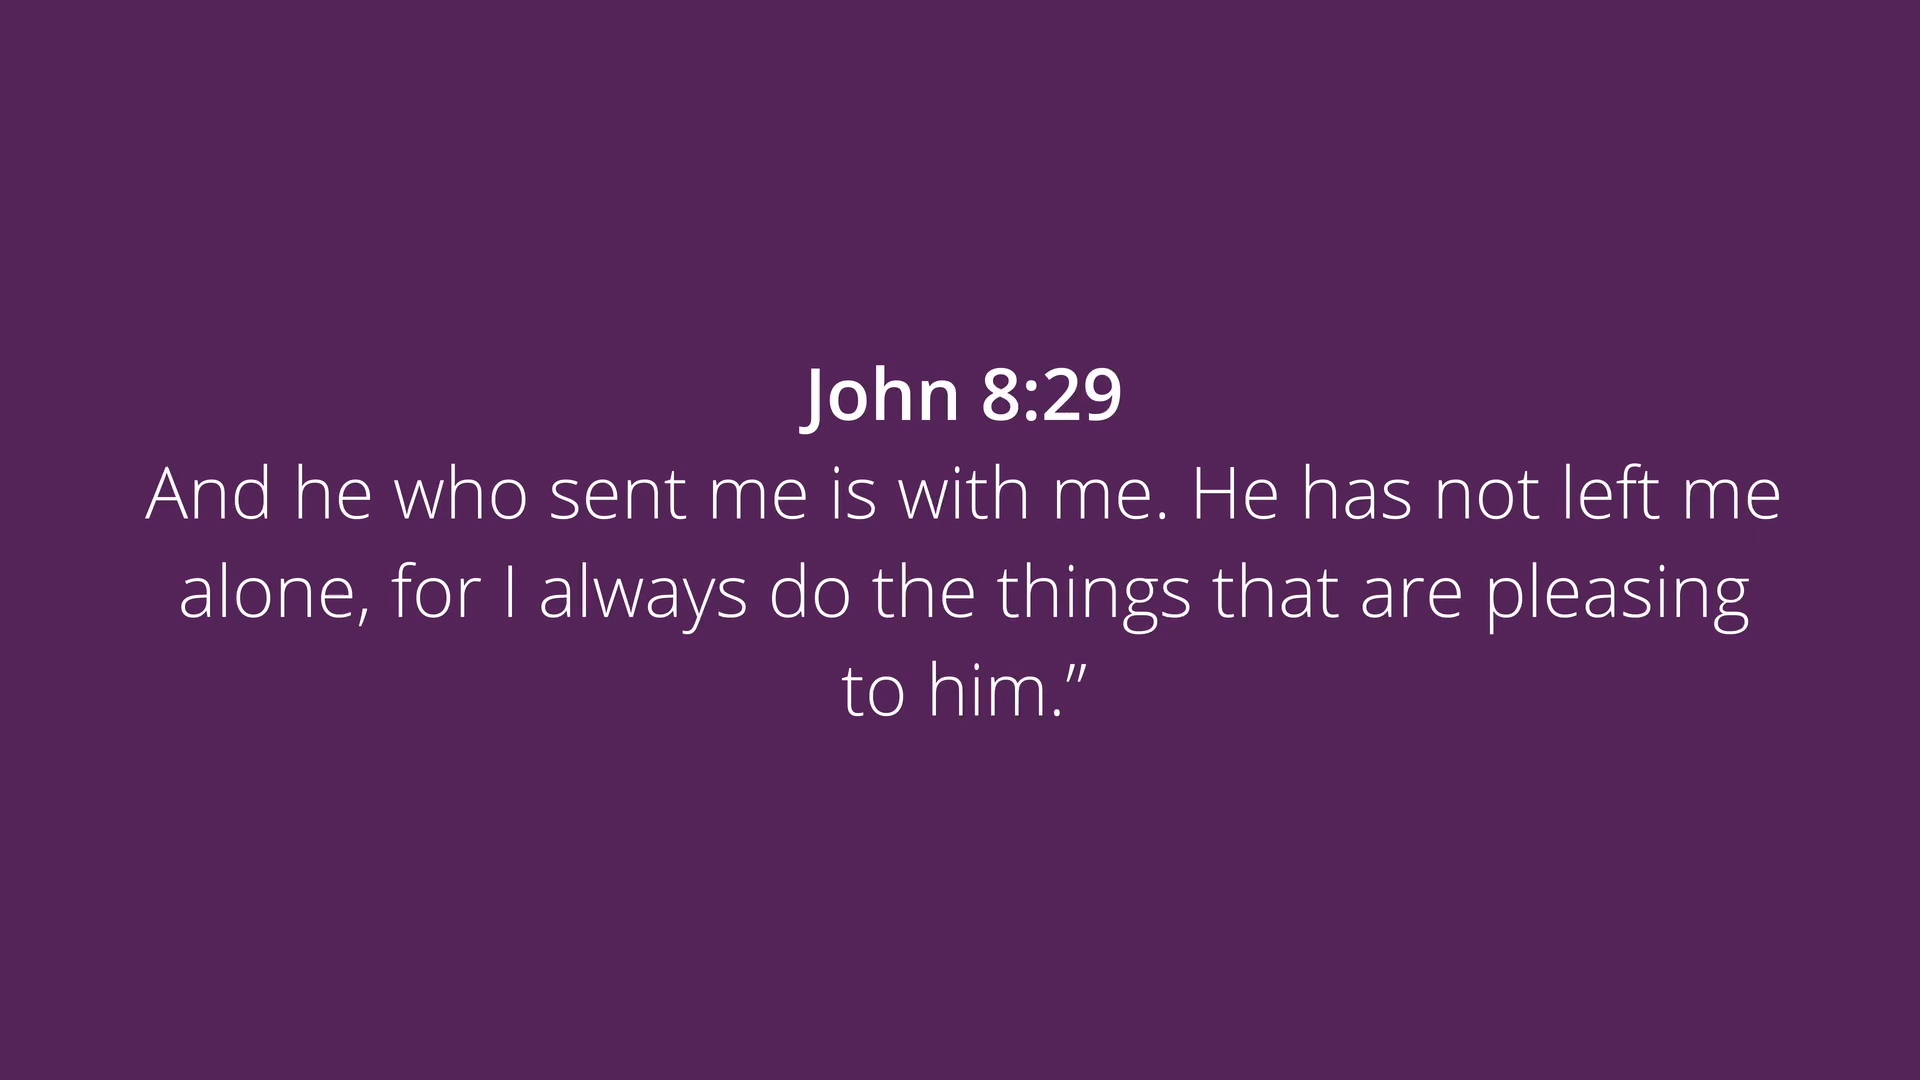 John 8:29
And he who sent me is with me. He has not left me
alone, for I always do the things that are pleasing
to him.”